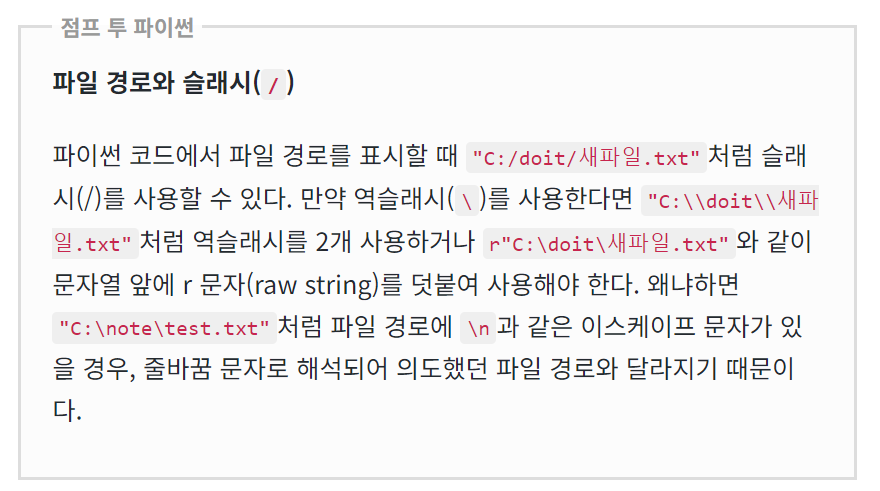 점프 투 파이썬
파일 경로와 슬래시(/)
파이썬 코드에서 파일 경로를 표시할 때 "C:/doit/새파일.txt"처럼 슬래
시(/)를 사용할 수 있다. 만약 역슬래시(\)를 사용한다면 "C:\\doit\\새파
일.txt"처럼 역슬래시를 2개 사용하거나 r"C:\doit\새파일.txt"와 같이
문자열 앞에 r 문자(raw string)를 덧붙여 사용해야 한다. 왜냐하면
"C:\note\test.txt"처럼 파일 경로에 \n과 같은 이스케이프 문자가 있
을 경우, 줄바꿈 문자로 해석되어 의도했던 파일 경로와 달라지기 때문이
다.